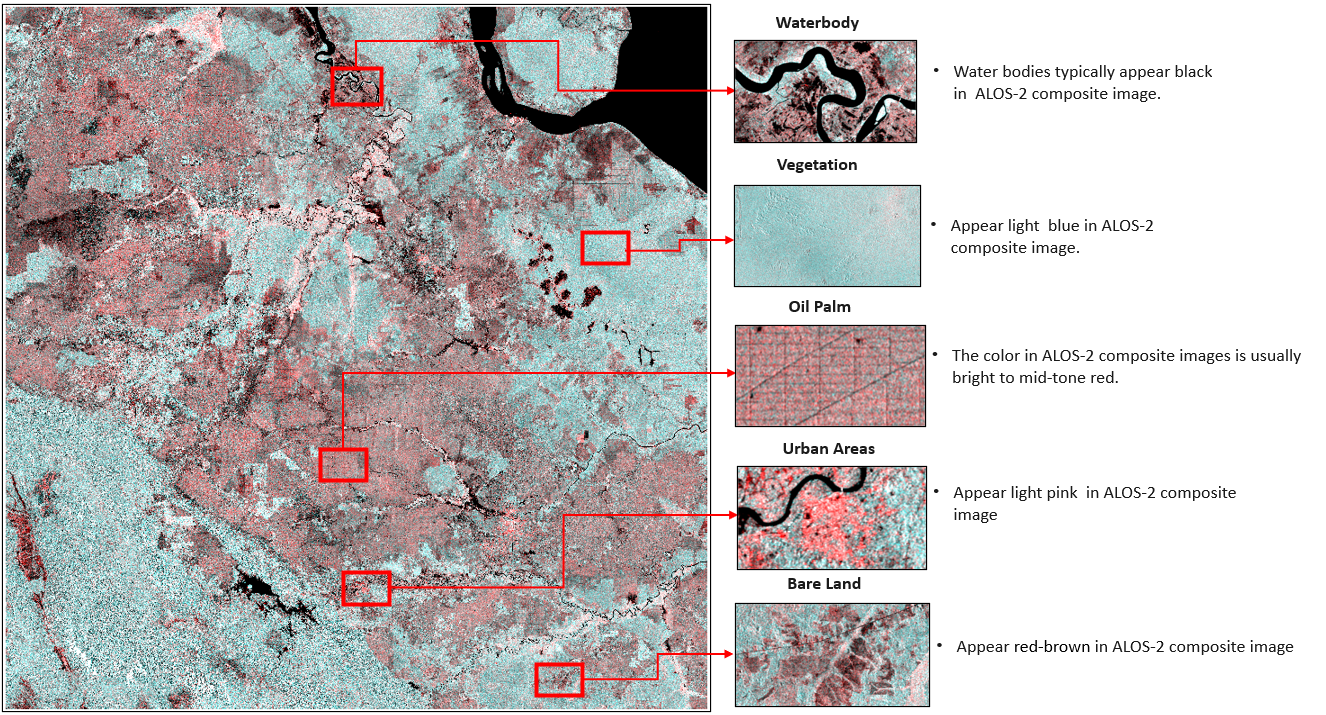 Waterbody
• Water bodies typically appear black
in ALOS-2 composite image.
Vegetation
• Appear light blue in ALOS-2
composite image.
Oil Palm
• The color in ALOS-2 composite images is usually
bright to mid-tone red.
Urban Areas
• Appear light pink in ALOS-2 composite
image
Bare Land
• Appear red-brown in ALOS-2 composite image